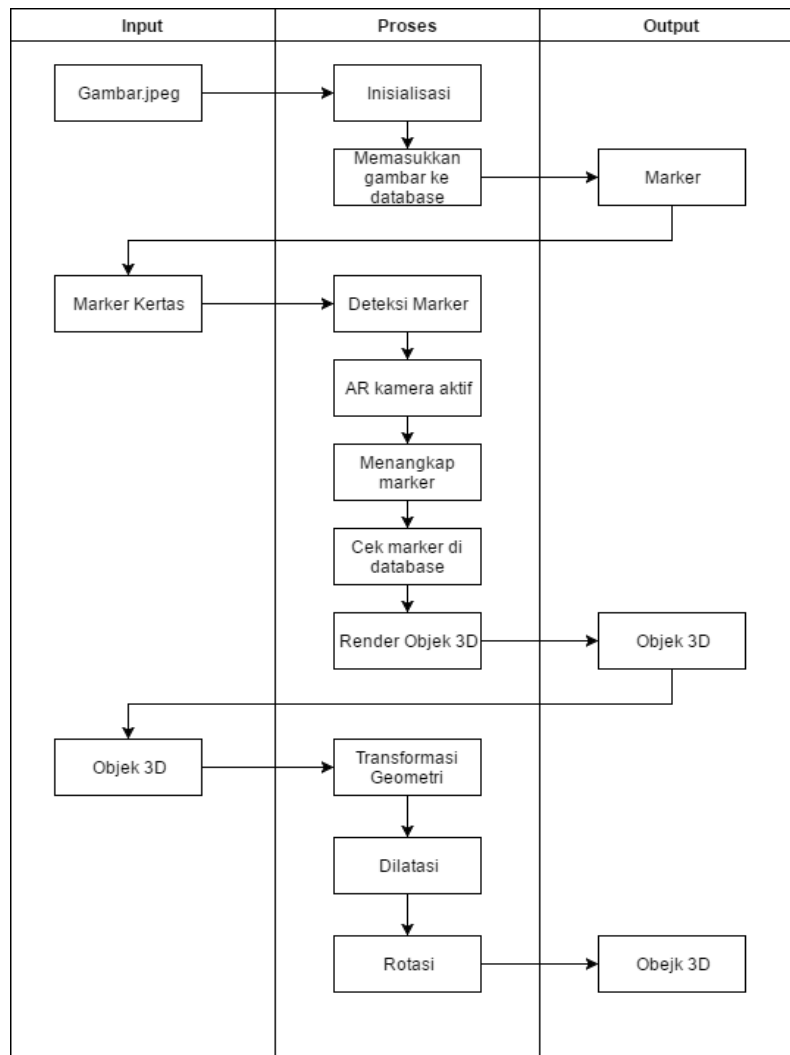 Input
Proses
Output
Gambar.jpeg
Inisialisasi
Memasukkan
gambar ke
database
Marker
Marker Kertas
Deteksi Marker
AR kamera aktif
Menangkap
marker
Cek marker di
database
Render Objek 3D
Objek 3D
Objek 3D
Transformasi
Geometri
Dilatasi
Rotasi
Obejk 3D